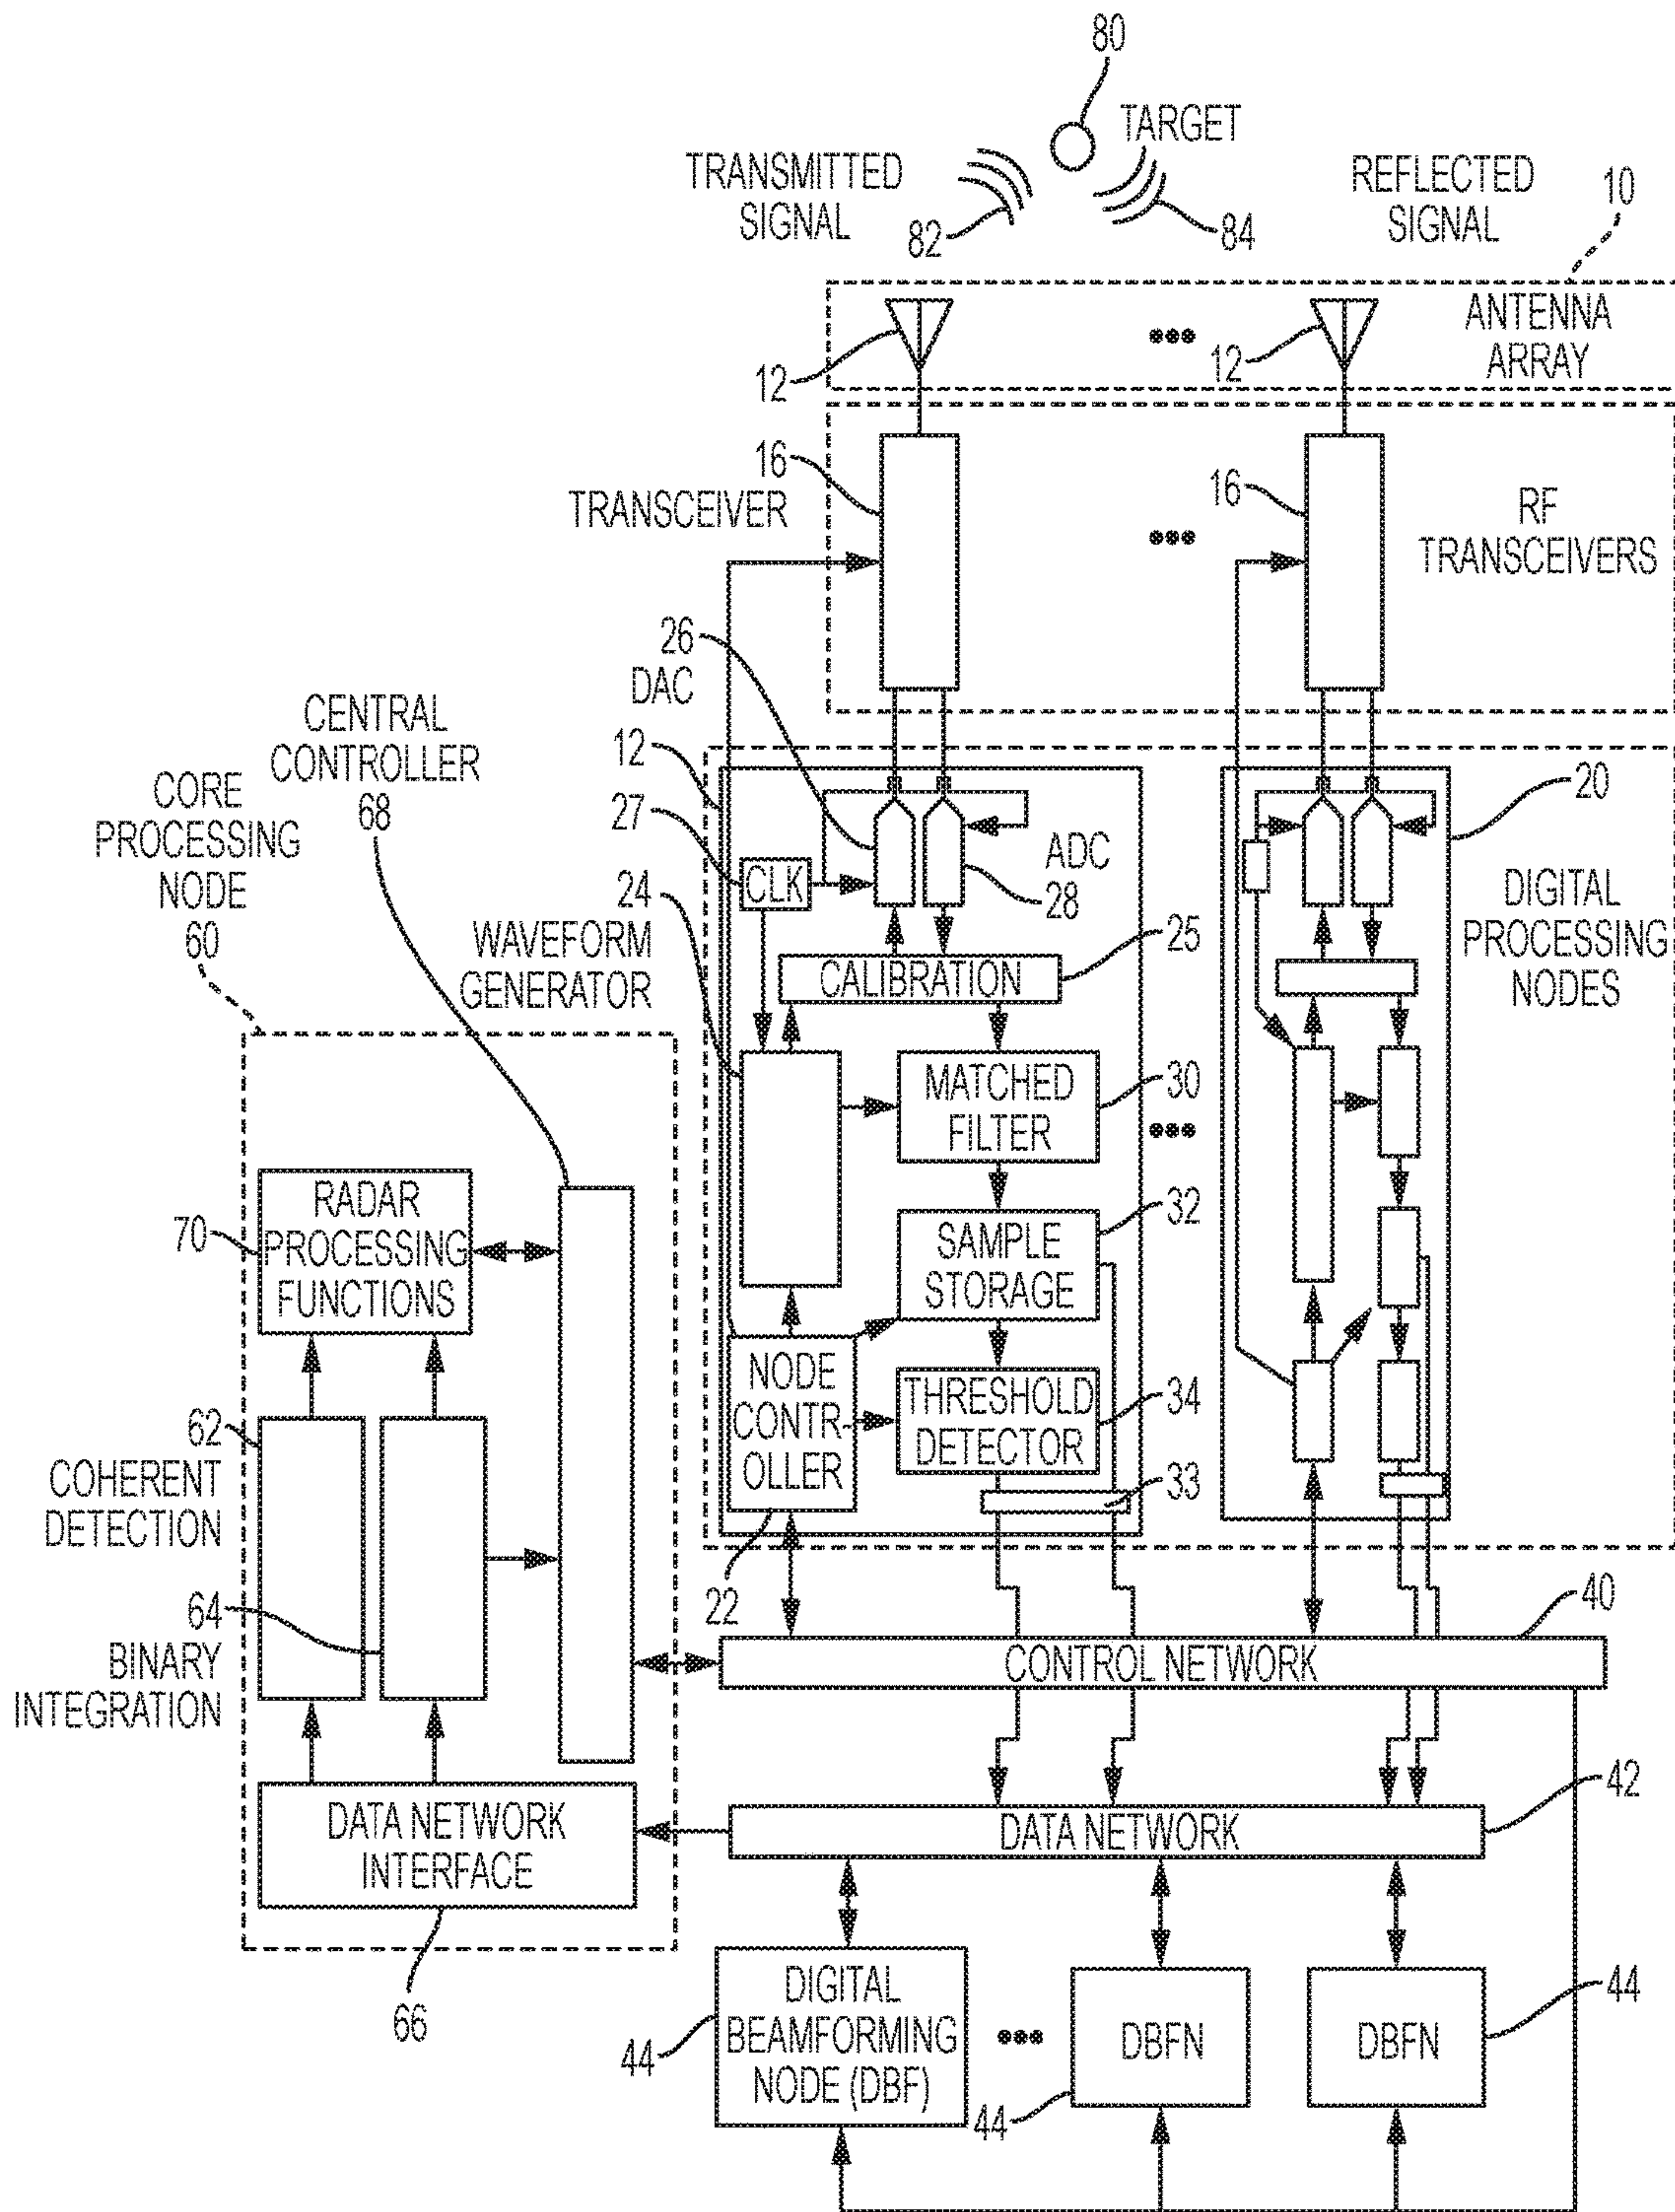 80
TARGET
TRANSMITTED
SIGNAL
82
84
REFLECTED
SIGNAL
10
12
12
ANTENNA
ARRAY
16
TRANSCEIVER
16
RF
TRANSCEIVERS
26
DAC
CENTRAL
CONTROLLER
68
CORE
PROCESSING
NODE
60
12
27
CLK
ADC
28
20
DIGITAL
PROCESSING
NODES
24
WAVEFORM
GENERATOR
25
CALIBRATION
MATCHED
FILTER
30
SAMPLE
STORAGE
32
NODE
CONTR-
OLLER
THRESHOLD
DETECTOR
34
33
22
70
RADAR
PROCESSING
FUNCTIONS
62
COHERENT
DETECTION
64
BINARY
INTEGRATION
40
CONTROL NETWORK
42
DATA NETWORK
DATA NETWORK
INTERFACE
66
44
DIGITAL
BEAMFORMING
NODE (DBF)
44
DBFN
DBFN
44